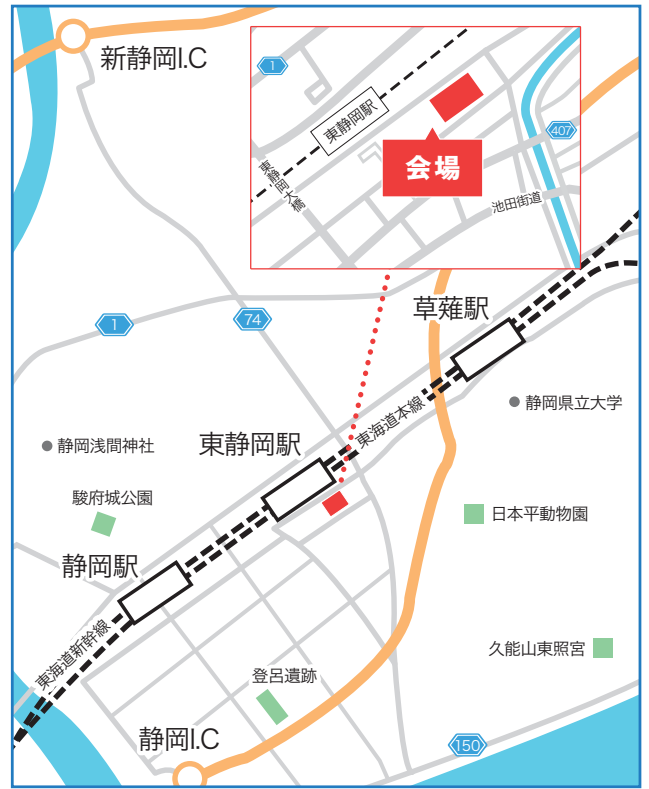 新静岡I.C
1
東静岡駅
会場
407
東静岡大橋
池田街道
草薙駅
1
74
東海道本線
静岡県立大学
静岡浅間神社
東静岡駅
駿府城公園
日本平動物園
静岡駅
東海道新幹線
久能山東照宮
登呂遺跡
静岡I.C
150